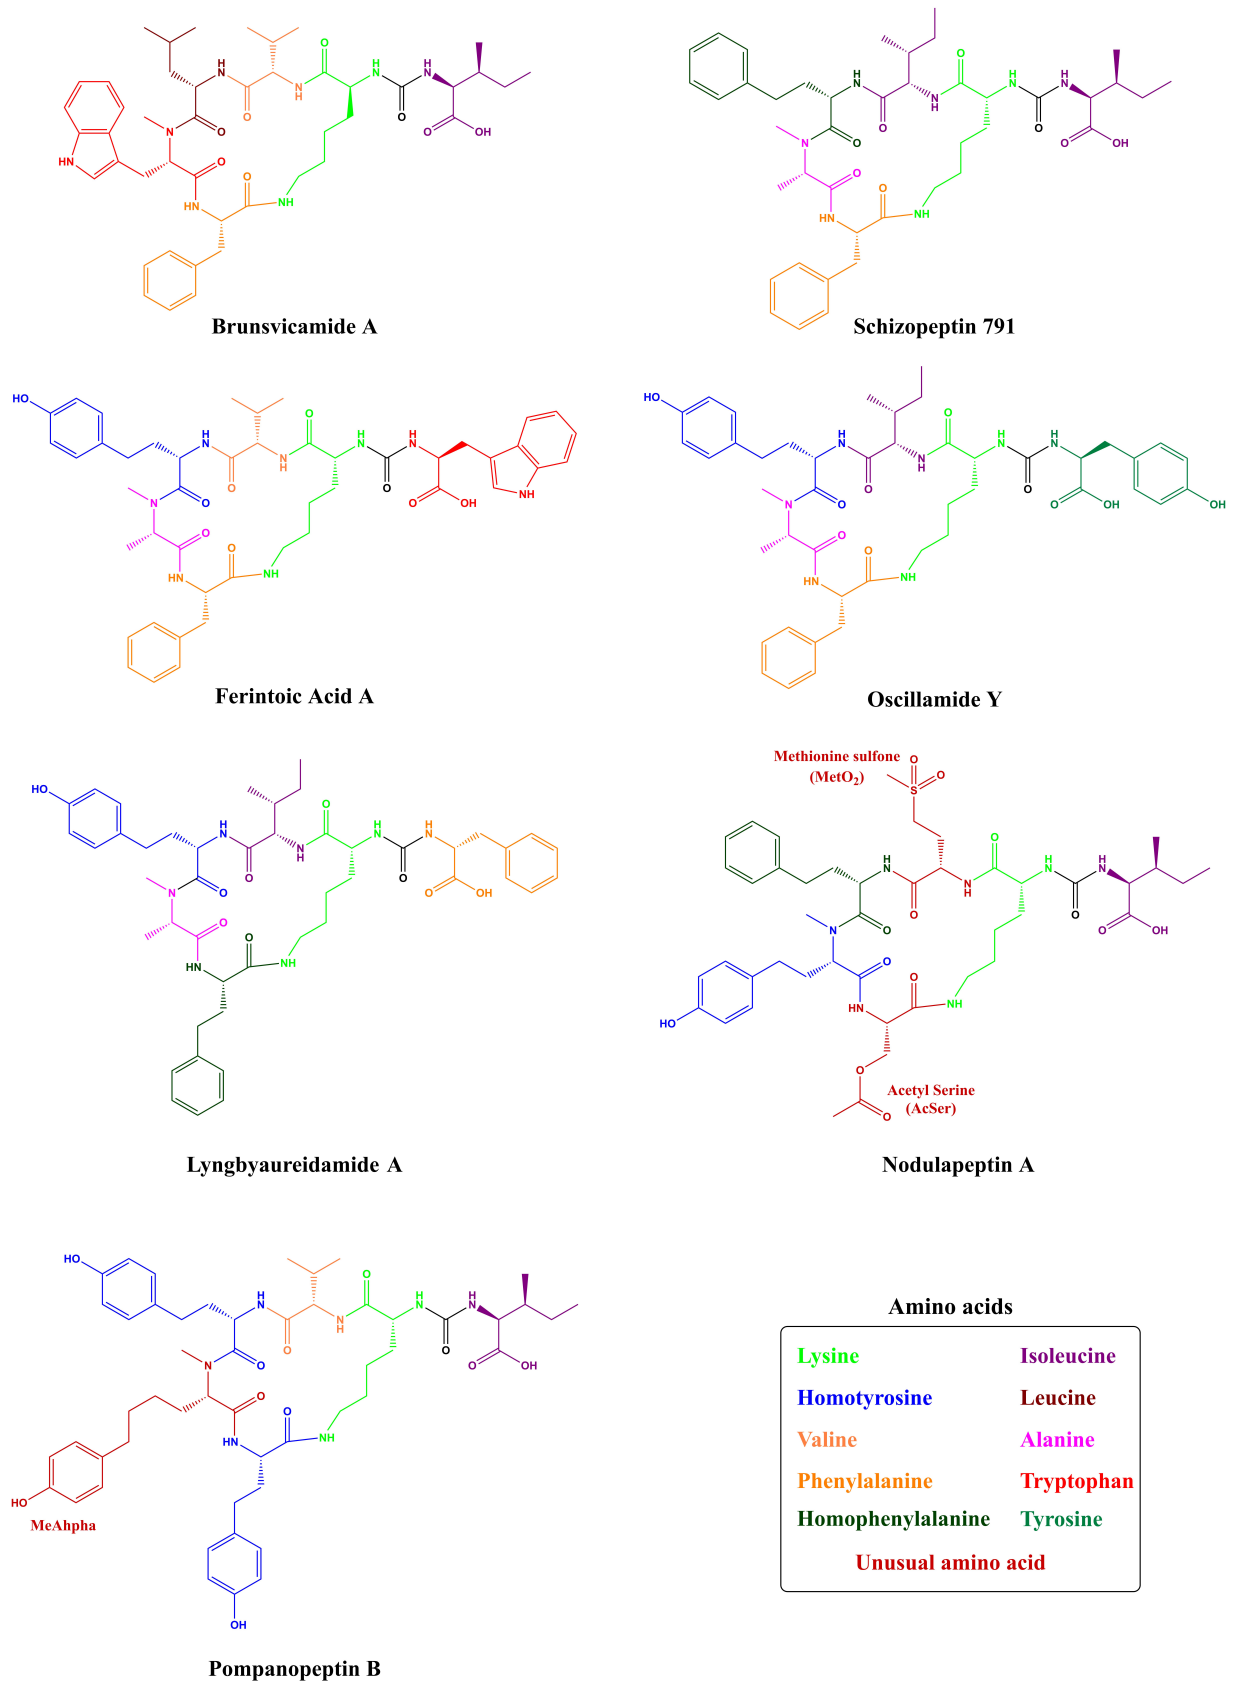 Brunsvicamide A
Schizopeptin 791
Ferintoic Acid A
Oscillamide Y
Methionine sulfone
(MetO₂)
Acetyl Serine
(AcSer)
Lyngbyaureidamide A
Nodulapeptin A
MeAhpha
Pompanopeptin B
Amino acids
Lysine Isoleucine
Homotyrosine Leucine
Valine Alanine
Phenylalanine Tryptophan
Homophenylalanine Tyrosine
Unusual amino acid